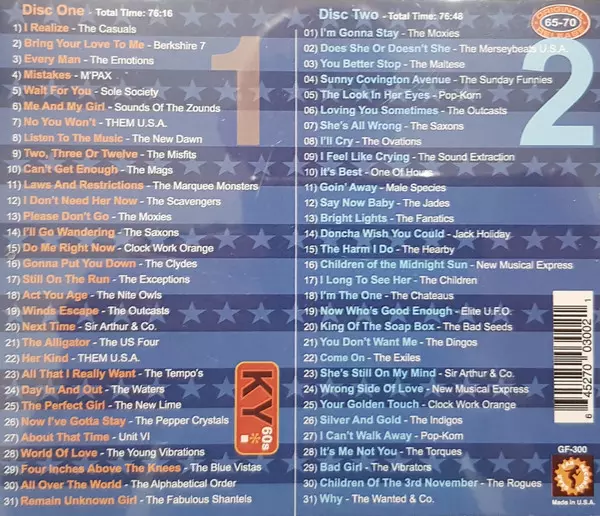 Disc One - Total Time: 76:16
1) I Realize - The Casuals
2) Bring Your Love To Me - Berkshire 7
3) Every Man - The Emotions
4) Mistakes - M'PAX
5) Wait For You - Sole Society
6) Me And My Girl - Sounds Of The Zounds
7) No You Won't - THEM U.S.A.
8) Listen To The Music - The New Dawn
9) Two, Three Or Twelve - The Misfits
10) Can't Get Enough - The Mags
11) Laws And Restrictions - The Marquee Monsters
12) I Don't Need Her Now - The Scavengers
13) Please Don't Go - The Moxies
14) I'll Go Wandering - The Saxons
15) Do Me Right Now - Clock Work Orange
16) Gonna Put You Down - The Clydes
17) Still On The Run - The Exceptions
18) Act You Age - The Nite Owls
19) Winds Escape - The Outcasts
20) Next Time - Sir Arthur & Co.
21) The Alligator - The US Four
22) Her Kind - THEM U.S.A.
23) All That I Really Want - The Tempo's
24) Day In And Out - The Waters
25) The Perfect Girl - The New Lime
26) Now I've Gotta Stay - The Pepper Crystals
27) About That Time - Unit VI
28) World Of Love - The Young Vibrations
29) Four Inches Above The Knees - The Blue Vistas
30) All Over The World - The Alphabetical Order
31) Remain Unknown Girl - The Fabulous Shantels
1
KY
60s
Disc Two - Total Time: 76:48
01) I'm Gonna Stay - The Moxies
02) Does She Or Doesn't She - The Merseybeats U.S.A.
03) You Better Stop - The Maltese
04) Sunny Covington Avenue - The Sunday Funnies
05) The Look In Her Eyes - Pop-Korn
06) Loving You Sometimes - The Outcasts
07) She's All Wrong - The Saxons
08) I'll Cry - The Ovations
09) I Feel Like Crying - The Sound Extraction
10) It's Best - One Of Hours
11) Goin' Away - Male Species
12) Say Now Baby - The Jades
13) Bright Lights - The Fanatics
14) Doncha Wish You Could - Jack Holiday
15) The Harm I Do - The Hearby
16) Children of the Midnight Sun - New Musical Express
17) I Long To See Her - The Children
18) I'm The One - The Chateaus
19) Now Who's Good Enough - Elite U.F.O.
20) King Of The Soap Box - The Bad Seeds
21) You Don't Want Me - The Dingos
22) Come On - The Exiles
23) She's Still On My Mind - Sir Arthur & Co.
24) Wrong Side Of Love - New Musical Express
25) Your Golden Touch - Clock Work Orange
26) Silver And Gold - The Indigos
27) I Can't Walk Away - Pop-Korn
28) It's Me Not You - The Torques
29) Bad Girl - The Vibrators
30) Children Of The 3rd November - The Rogues
31) Why - The Wanted & Co.
2
ORIGINAL
65-70
RELEASES
6 45270 03002 1
GF-300
Made In U.S.A.